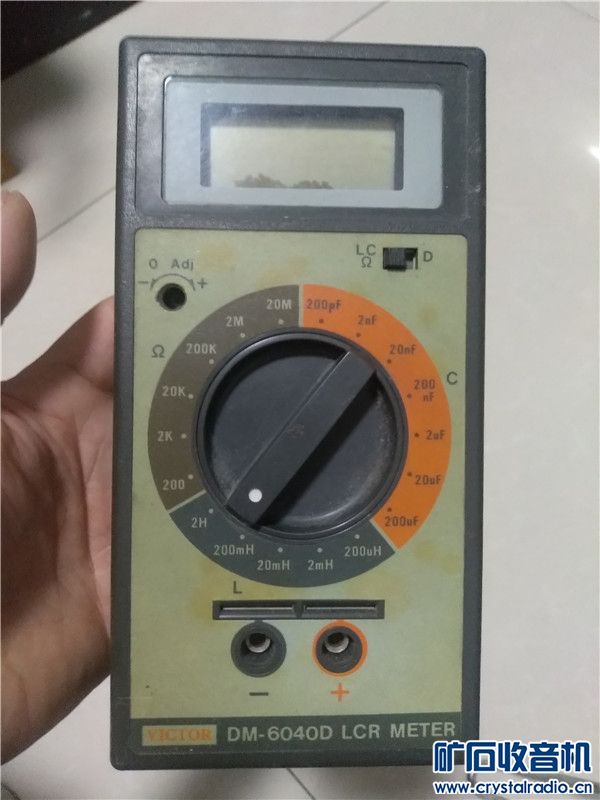 LC
Ω
D
0 Adj
- +
20M
200pF
2M
2nF
200K
20nF
Ω
C
20K
200
nF
2K
2uF
200
20uF
2H
200uF
200mH
200uH
20mH
2mH
L
- +
VICTOR DM-6040D LCR METER
矿石收音机
www.crystalradio.cn